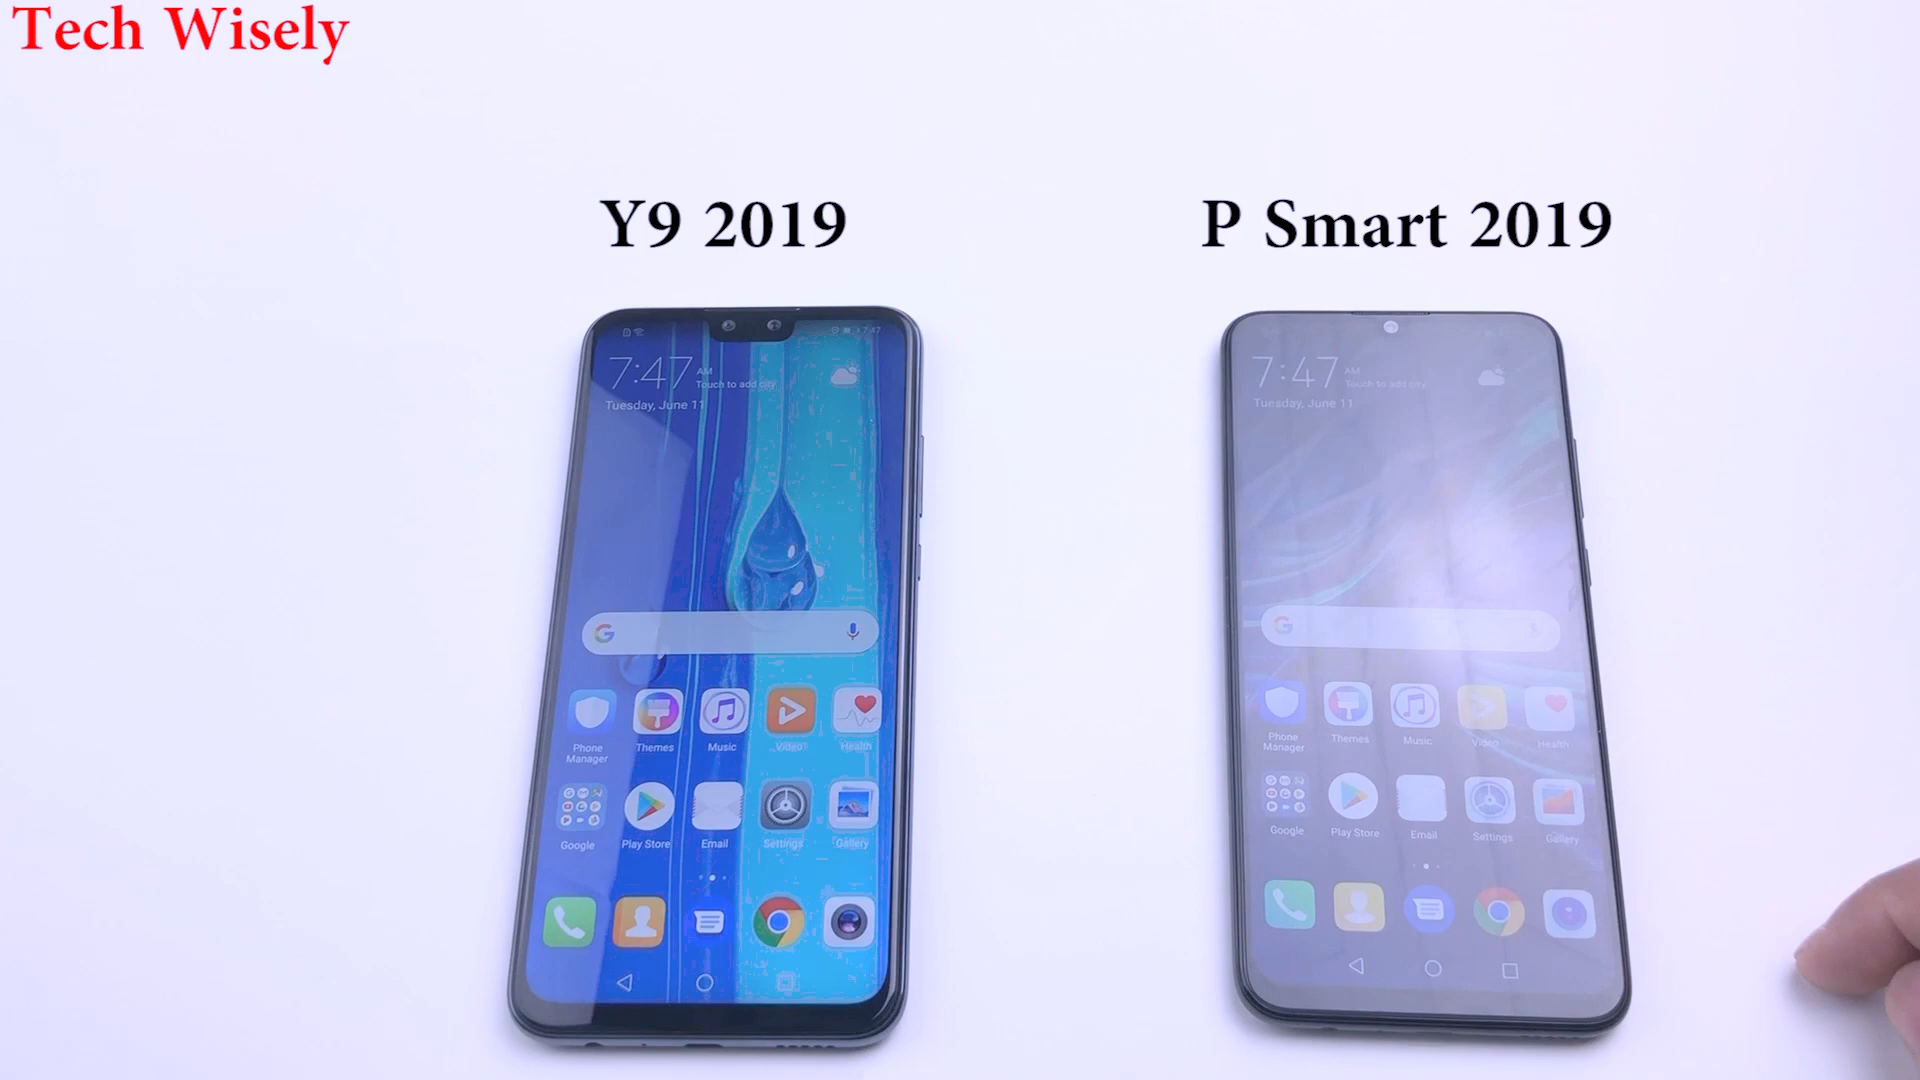 Tech Wisely
Y9 2019
P Smart 2019
7:47
7:47 AM
Touch to add city
Tuesday, June 11
Phone Manager
Themes
Music
Video
Health
Google
Play Store
Email
Settings
Gallery
7:47 AM
Touch to add city
Tuesday, June 11
Phone Manager
Themes
Music
Video
Health
Google
Play Store
Email
Settings
Gallery